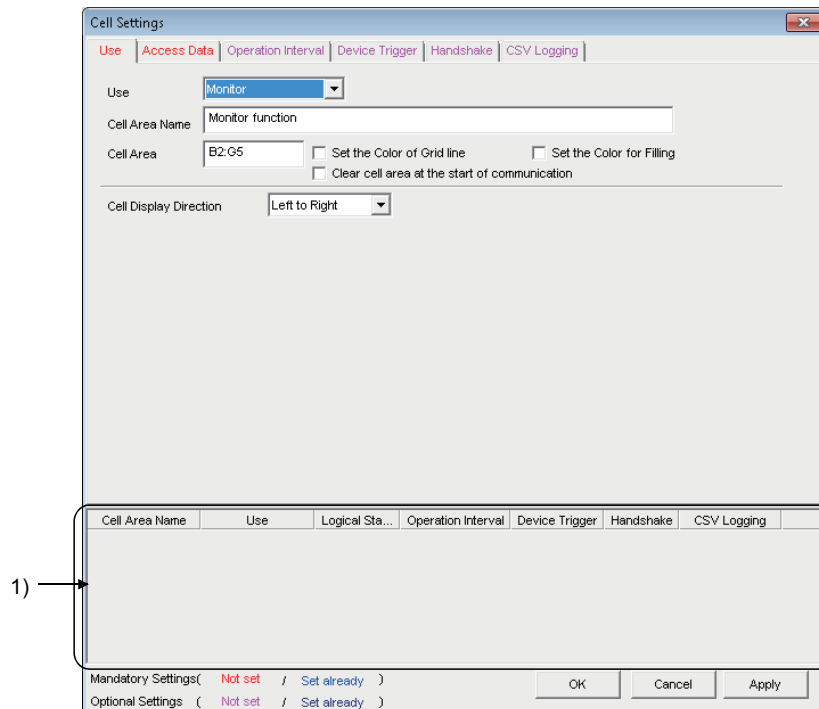 Cell Settings
Use Access Data Operation Interval Device Trigger Handshake CSV Logging
Use Monitor
Cell Area Name Monitor function
Cell Area B2:G5 Set the Color of Grid line Set the Color for Filling
Clear cell area at the start of communication
Cell Display Direction Left to Right
Cell Area Name Use Logical Sta... Operation Interval Device Trigger Handshake CSV Logging
1)
Mandatory Settings( Not set / Set already ) OK Cancel Apply
Optional Settings ( Not set / Set already )